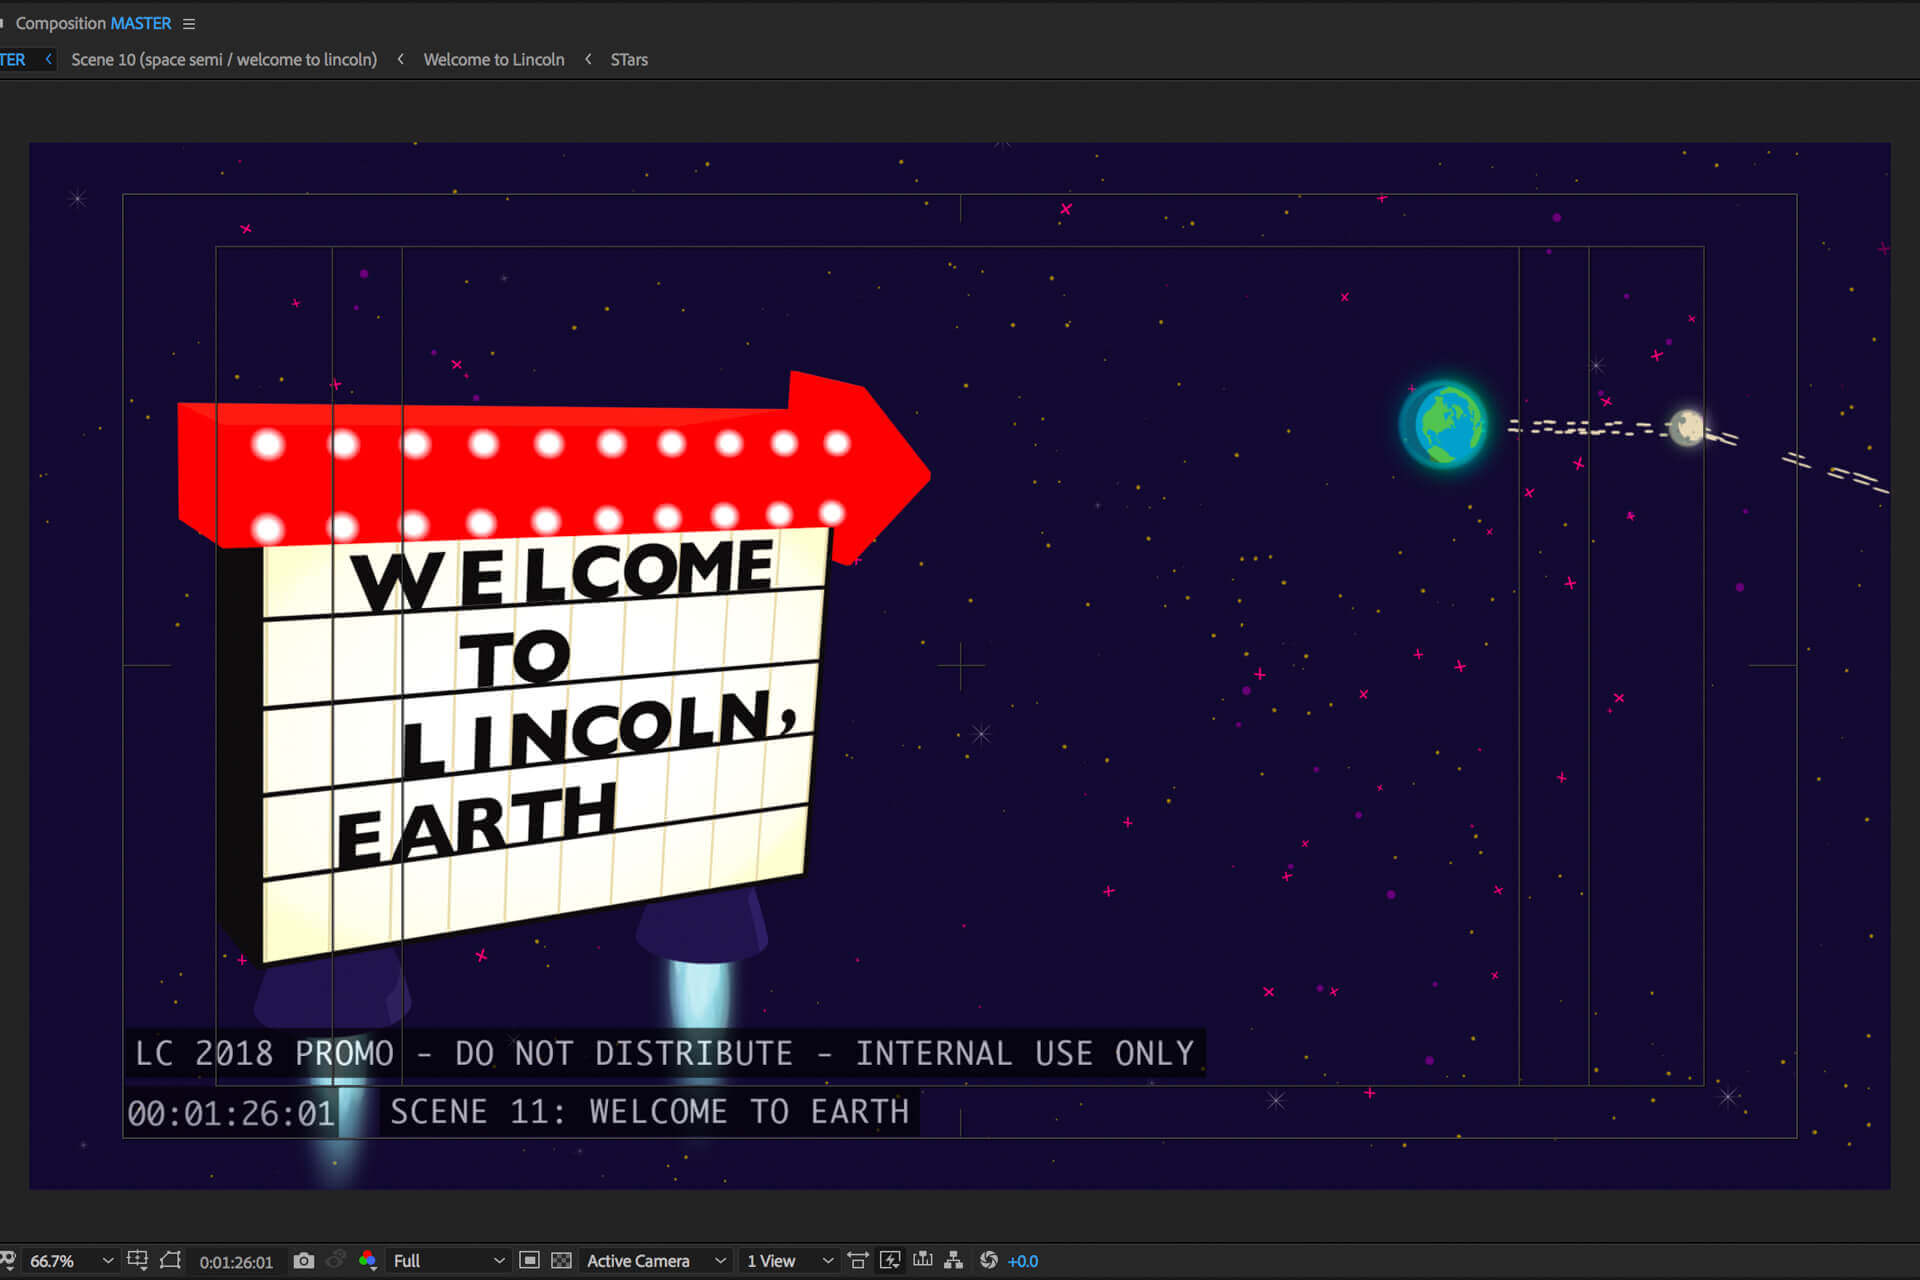 Composition MASTER
TER Scene 10 (space semi / welcome to lincoln) Welcome to Lincoln STars
WELCOME
TO
LINCOLN,
EARTH
LC 2018 PROMO - DO NOT DISTRIBUTE - INTERNAL USE ONLY
00:01:26:01 SCENE 11: WELCOME TO EARTH
66.7% 0:01:26:01 Full Active Camera 1 View +0.0